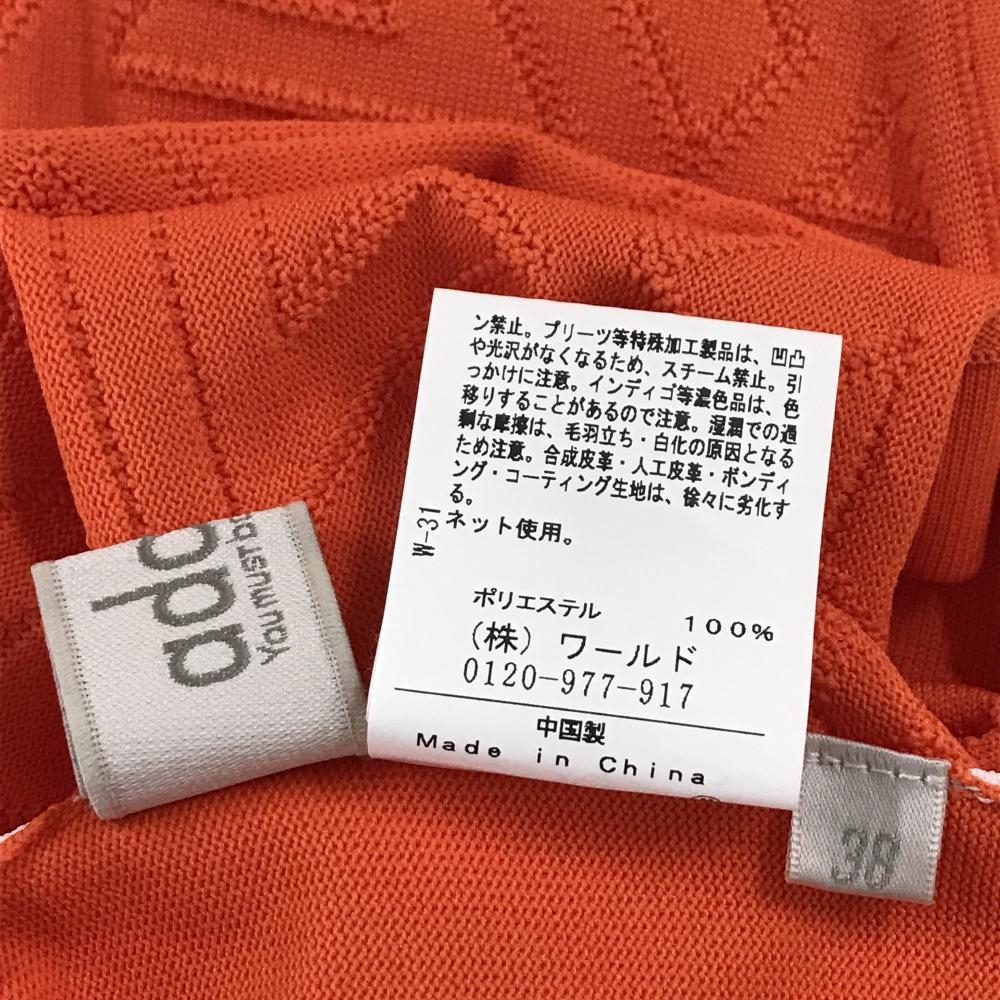 ン禁止。プリーツ等特殊加工製品は、凹凸
や光沢がなくなるため、スチーム禁止。引
っかけに注意。インディゴ等濃色品は、色
移りすることがあるので注意。湿潤での過
剰な摩擦は、毛羽立ち・白化の原因となる
ため注意。合成皮革・人工皮革・ボンディ
ング・コーティング生地は、徐々に劣化す
る。
ネット使用。
W-31
ポリエステル 100%
(株) ワールド
0120-977-917
中国製
Made in China
You must
38